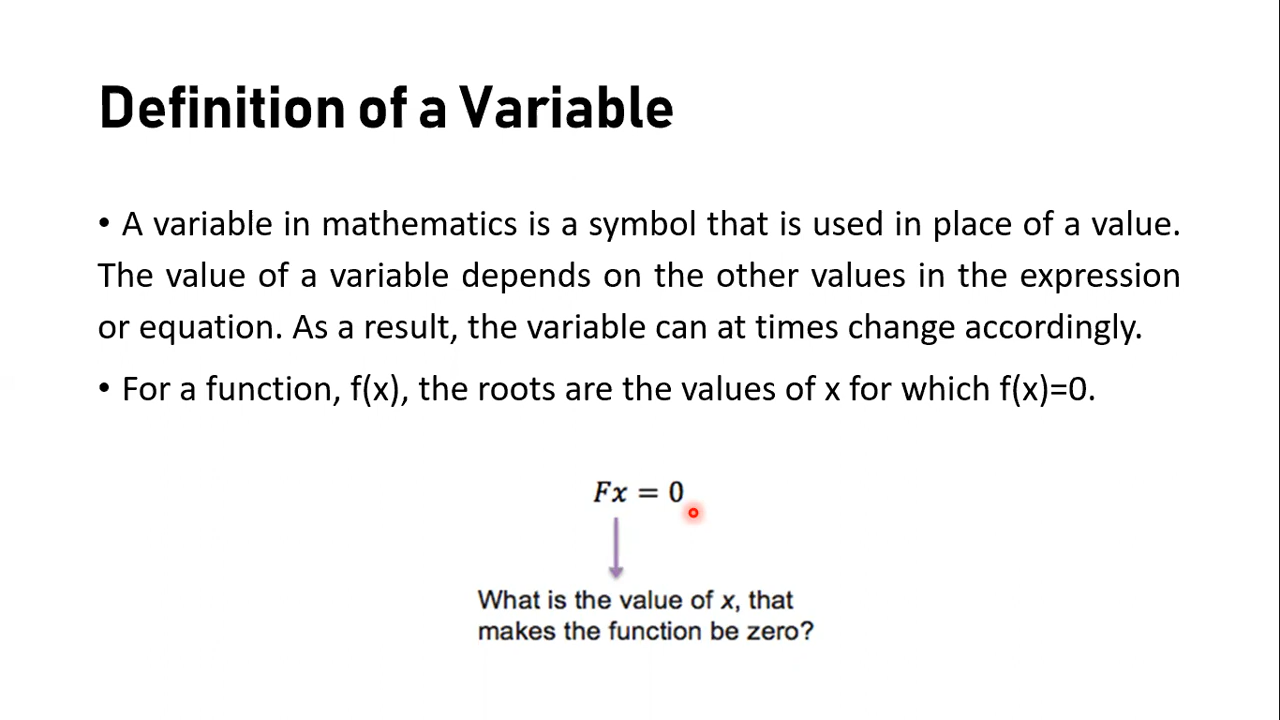 Definition of a Variable
• A variable in mathematics is a symbol that is used in place of a value.
The value of a variable depends on the other values in the expression
or equation. As a result, the variable can at times change accordingly.
• For a function, f(x), the roots are the values of x for which f(x)=0.
Fx = 0
What is the value of x, that
makes the function be zero?